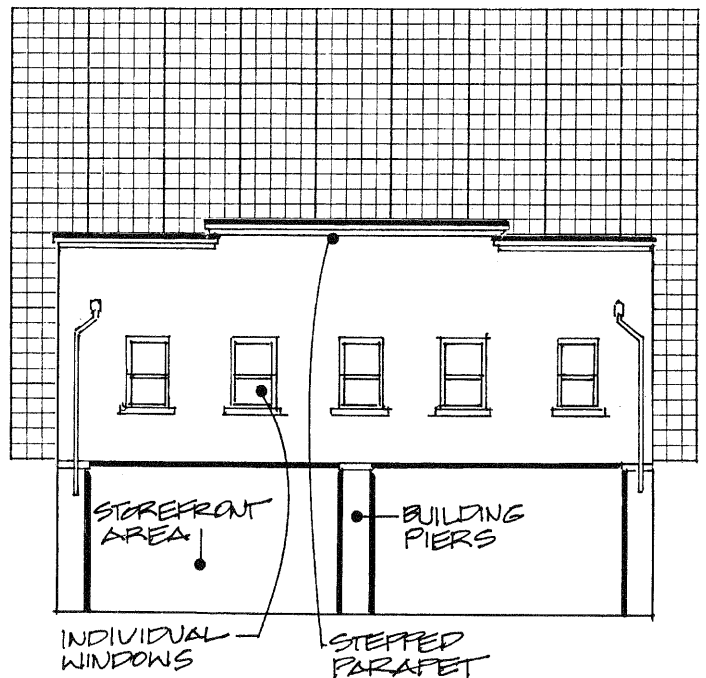 STOREFRONT
AREA
BUILDING
PIERS
INDIVIDUAL
WINDOWS
STEPPED
PARAPET